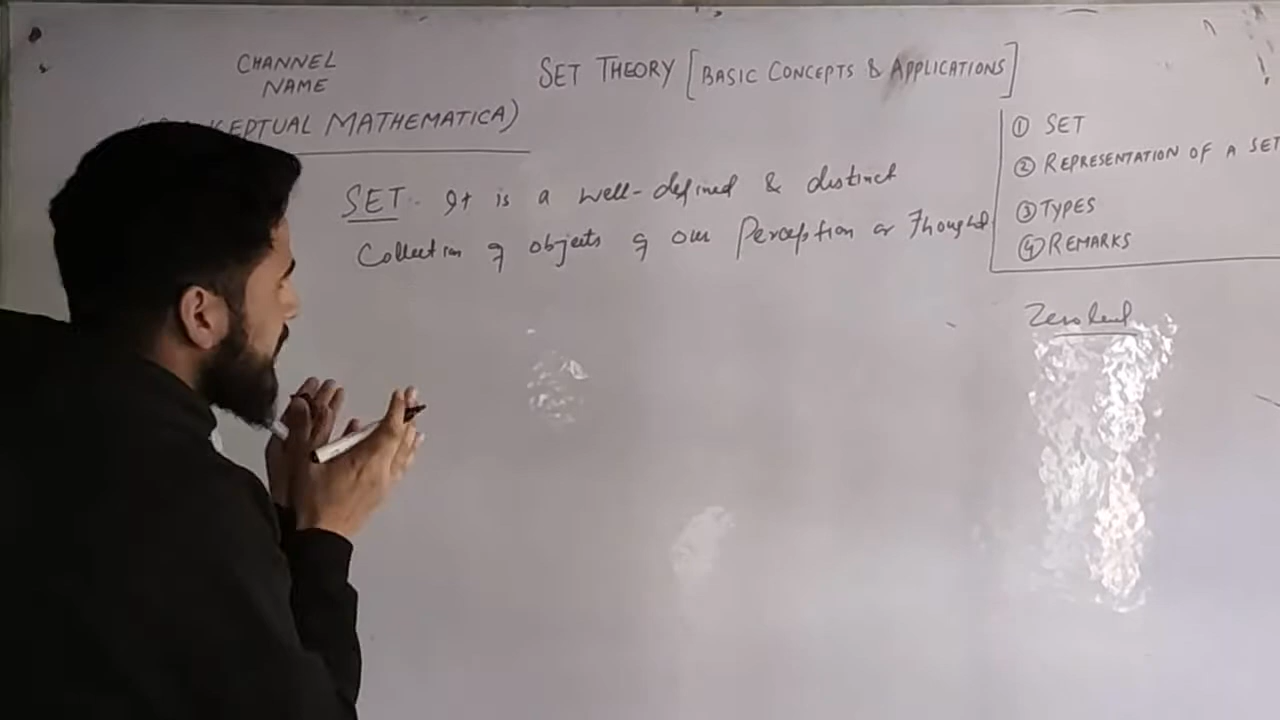 CHANNEL
NAME
CEPTUAL MATHEMATICA)
SET THEORY [BASIC CONCEPTS & APPLICATIONS]
① SET
② REPRESENTATION OF A SET
③ TYPES
④ REMARKS
SET. It is a well-defined & distinct
Collection of objects of our Perception or Thought
Zero level